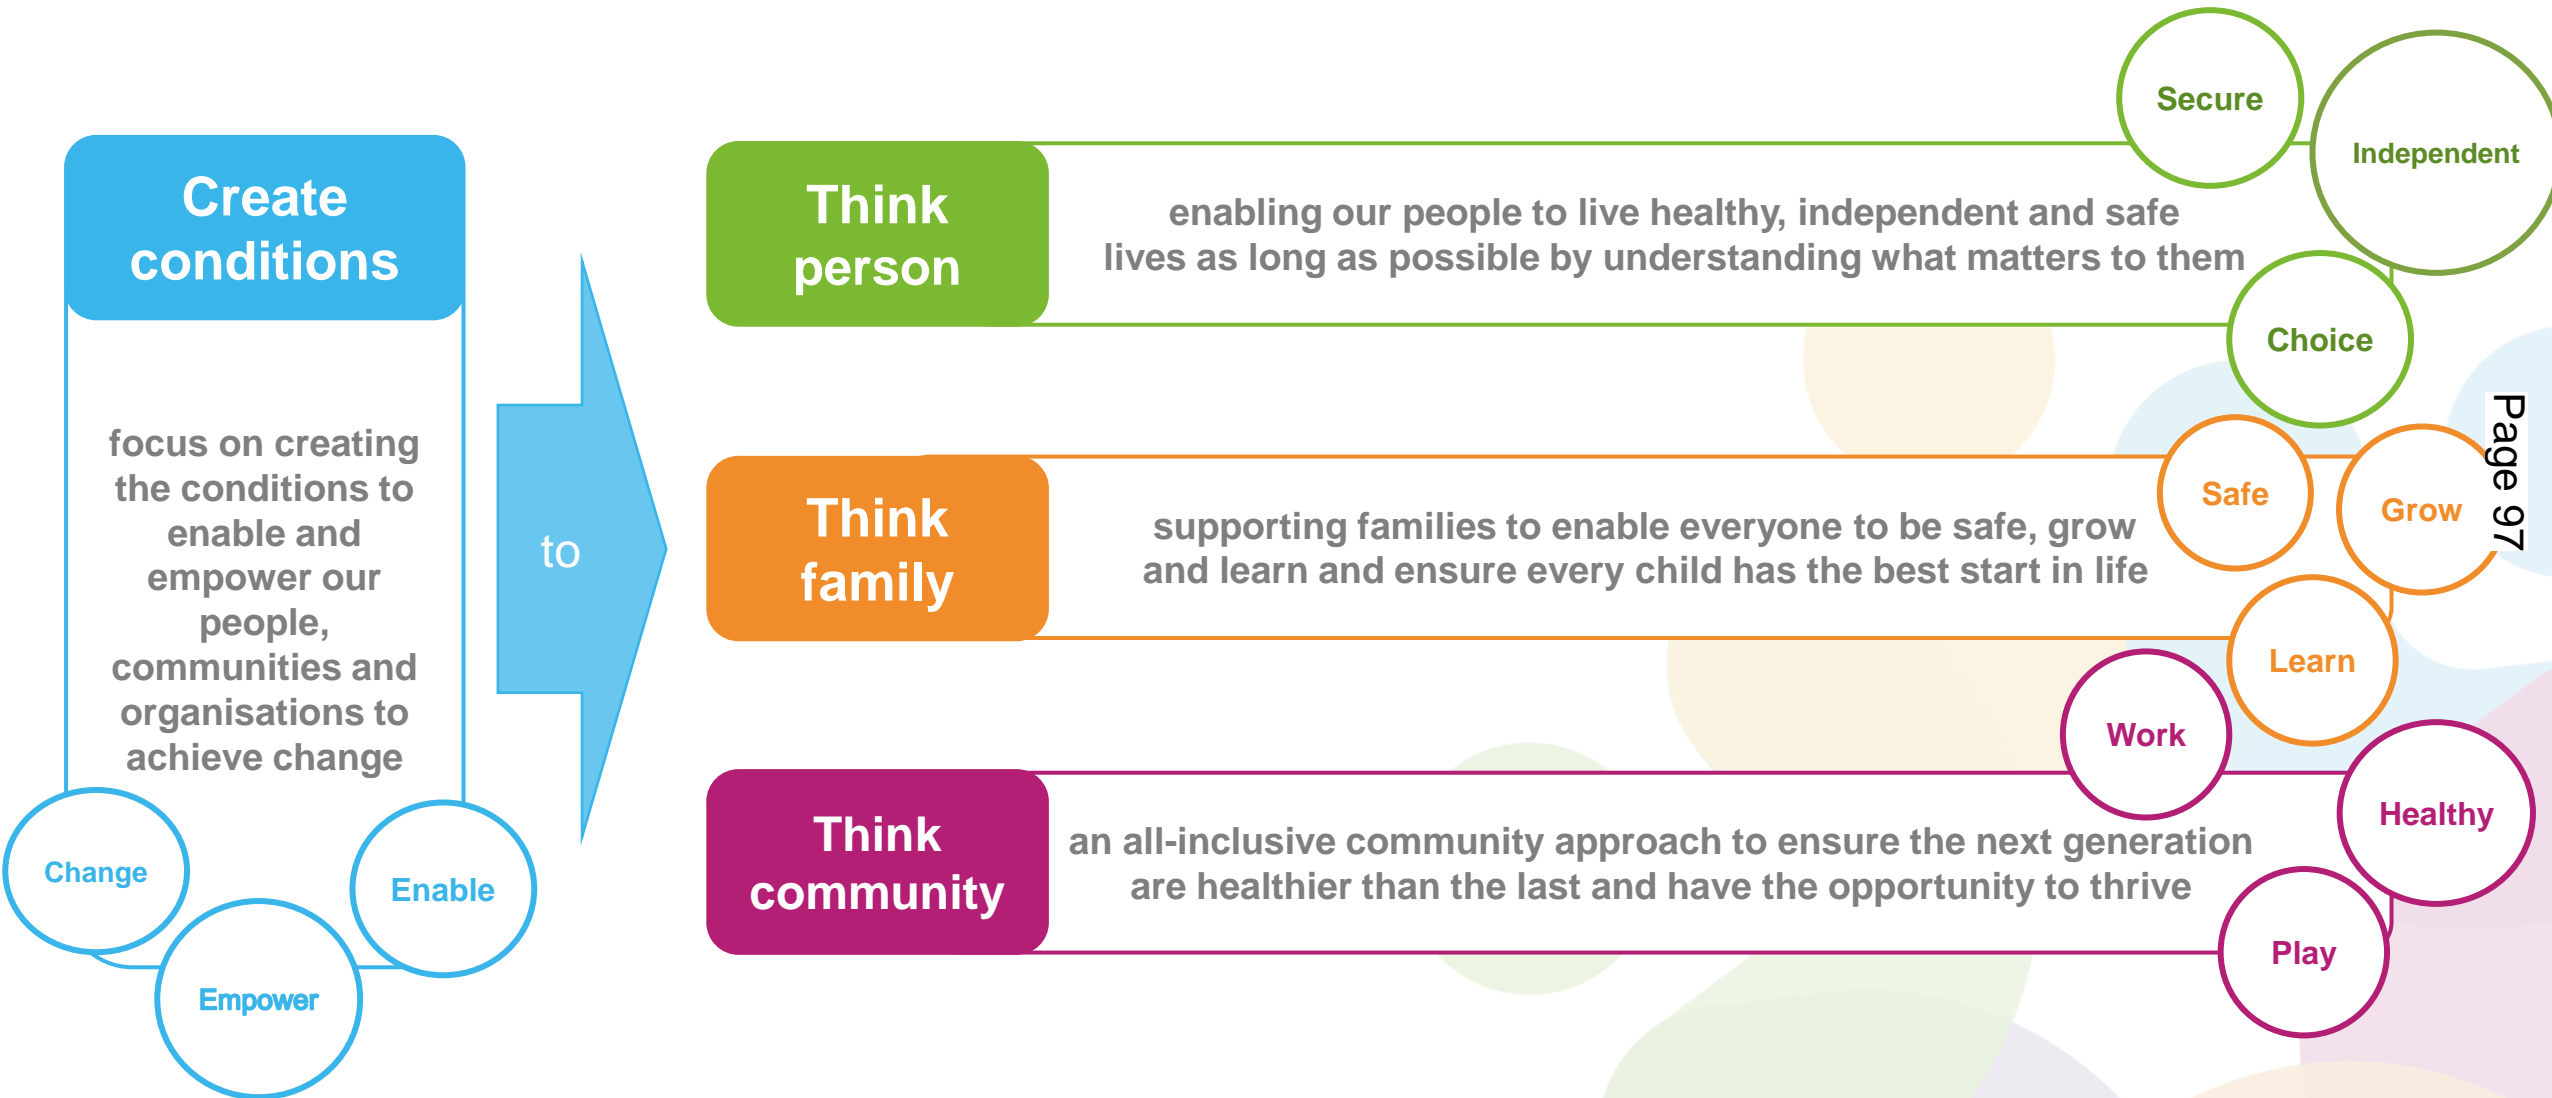 Create
conditions
focus on creating
the conditions to
enable and
empower our
people,
communities and
organisations to
achieve change
Change
Empower
Enable
to
Think
person
enabling our people to live healthy, independent and safe
lives as long as possible by understanding what matters to them
Secure
Independent
Choice
Think
family
supporting families to enable everyone to be safe, grow
and learn and ensure every child has the best start in life
Safe
Grow
Learn
Think
community
an all-inclusive community approach to ensure the next generation
are healthier than the last and have the opportunity to thrive
Work
Healthy
Play
Page 97